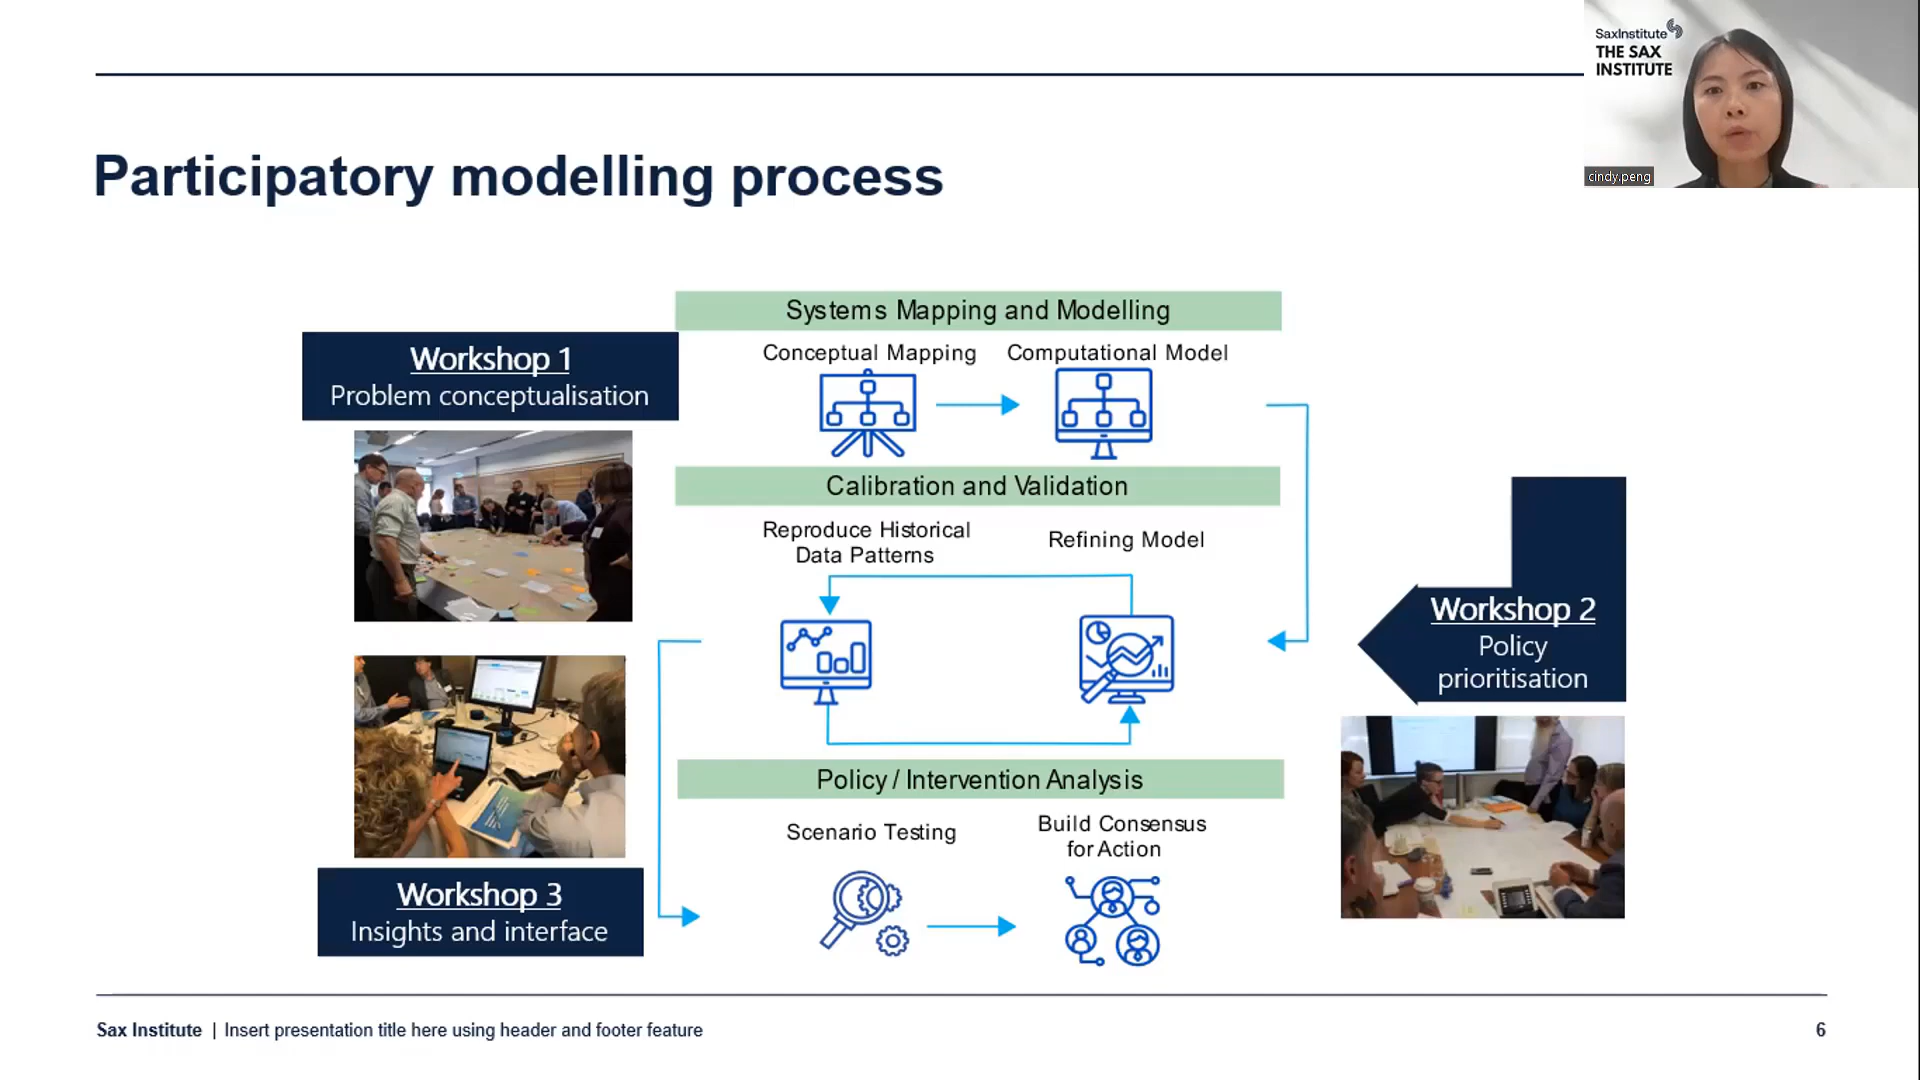 SaxInstitute
THE SAX
INSTITUTE
cindy.peng
Participatory modelling process
Systems Mapping and Modelling
Workshop 1
Problem conceptualisation
Conceptual Mapping
Computational Model
Calibration and Validation
Reproduce Historical
Data Patterns
Refining Model
Workshop 2
Policy
prioritisation
Policy / Intervention Analysis
Scenario Testing
Build Consensus
for Action
Workshop 3
Insights and interface
Sax Institute | Insert presentation title here using header and footer feature
6